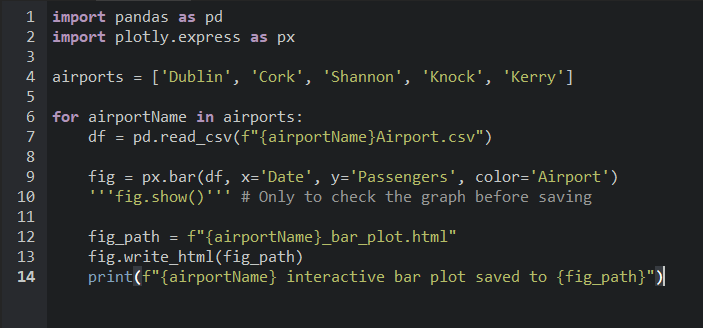 1 import pandas as pd
2 import plotly.express as px
3
4 airports = ['Dublin', 'Cork', 'Shannon', 'Knock', 'Kerry']
5
6 for airportName in airports:
7     df = pd.read_csv(f"{airportName}Airport.csv")
8
9     fig = px.bar(df, x='Date', y='Passengers', color='Airport')
10     '''fig.show()''' # Only to check the graph before saving
11
12     fig_path = f"{airportName}_bar_plot.html"
13     fig.write_html(fig_path)
14     print(f"{airportName} interactive bar plot saved to {fig_path}")